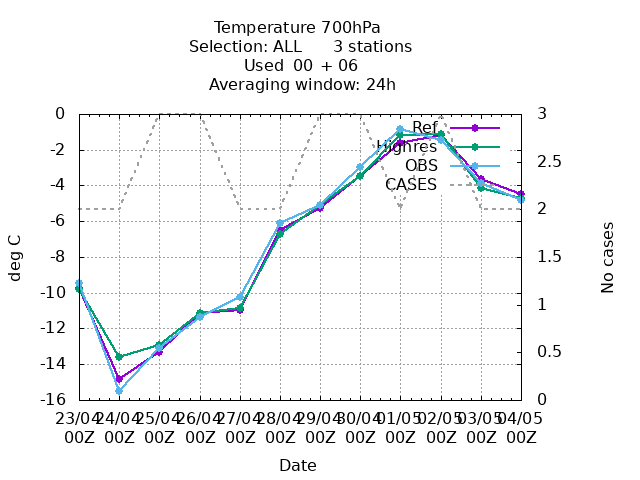 Temperature 700hPa
Selection: ALL 3 stations
Used 00 + 06
Averaging window: 24h
0
-2
-4
-6
-8
-10
-12
-14
-16
deg C
3
2.5
2
1.5
1
0.5
0
No cases
Ref
Highres
OBS
CASES
23/04 24/04 25/04 26/04 27/04 28/04 29/04 30/04 01/05 02/05 03/05 04/05
00Z 00Z 00Z 00Z 00Z 00Z 00Z 00Z 00Z 00Z 00Z 00Z
Date